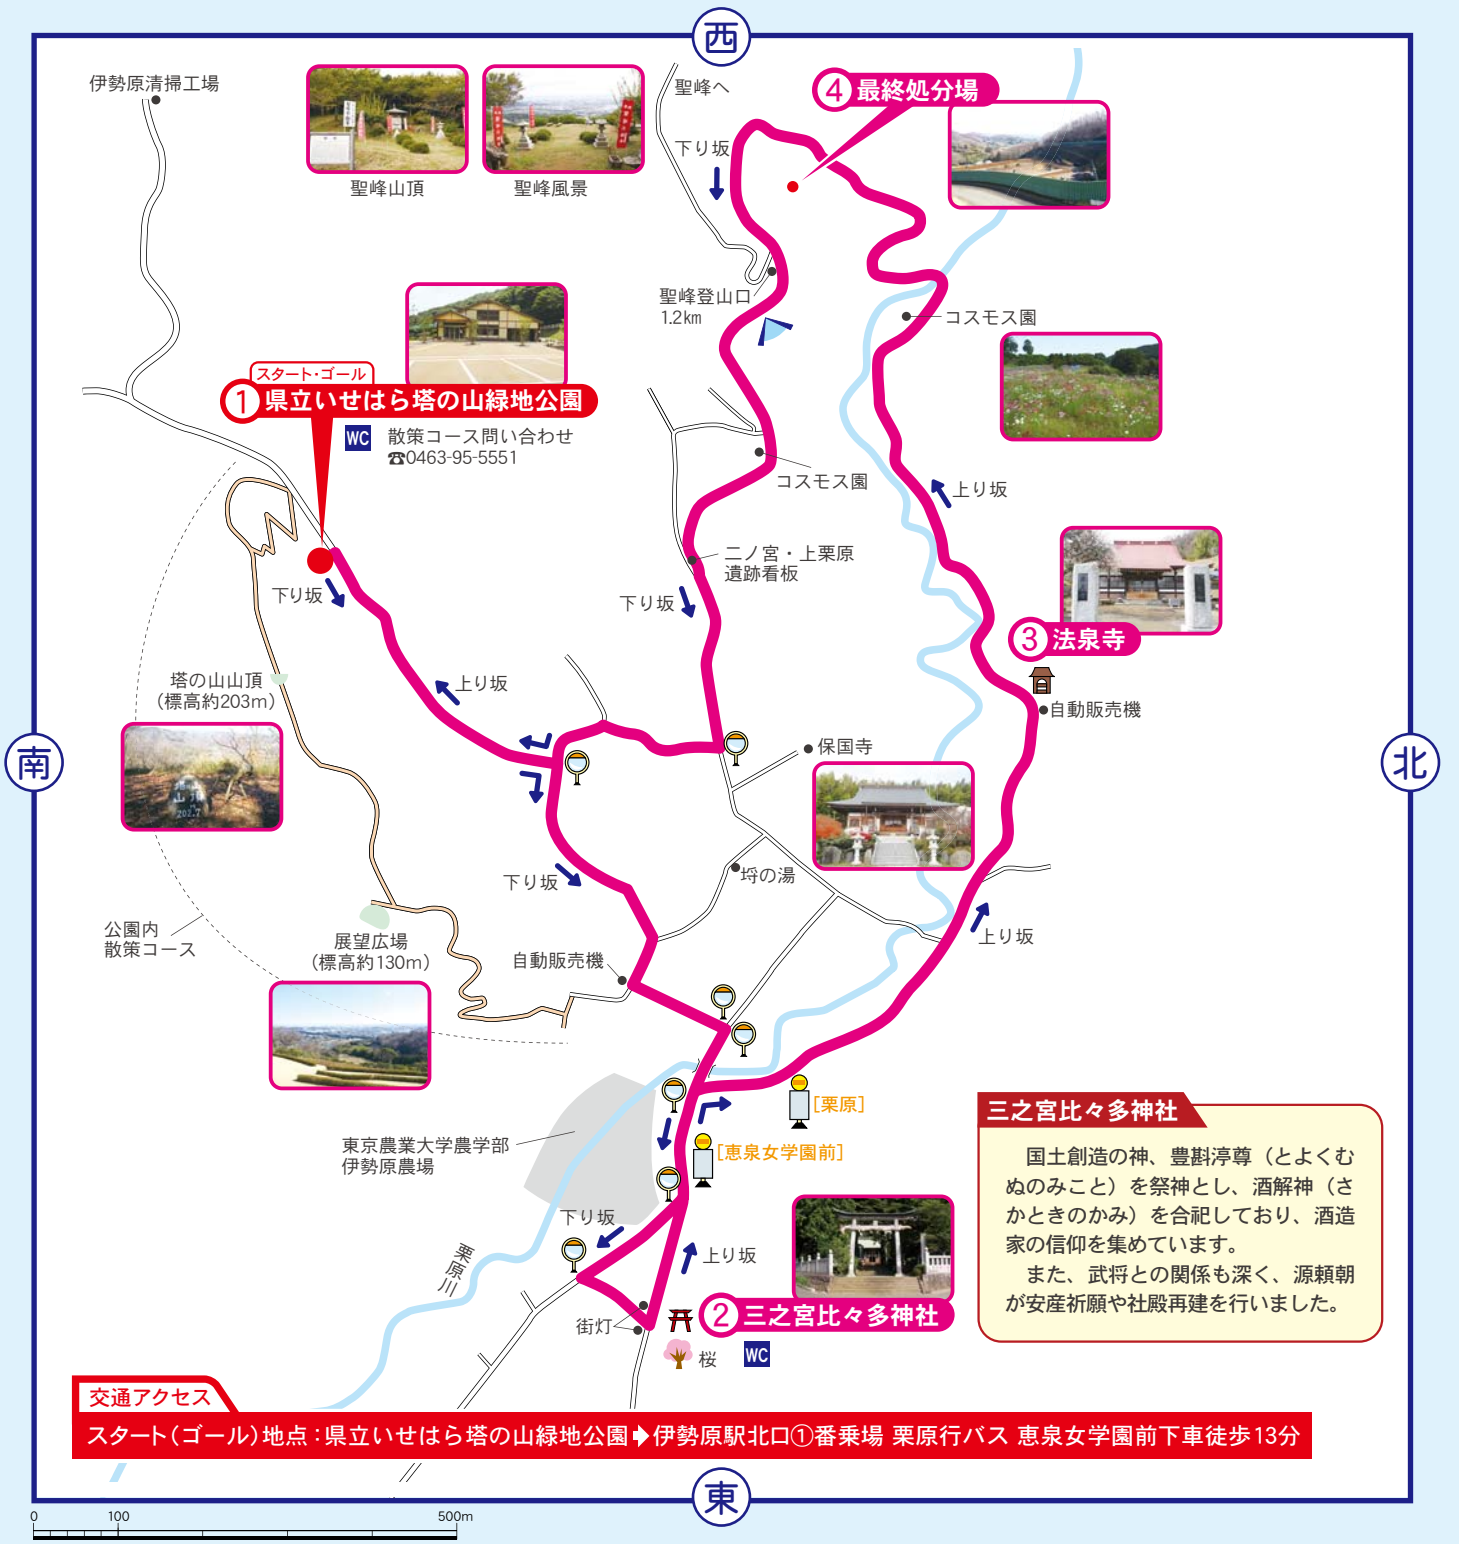 西
伊勢原清掃工場
聖峰へ
④ 最終処分場
下り坂
聖峰山頂
聖峰風景
聖峰登山口
1.2km
コスモス園
スタート・ゴール
① 県立いせはら塔の山緑地公園
WC
散策コース問い合わせ
☎0463-95-5551
コスモス園
上り坂
二ノ宮・上栗原
遺跡看板
下り坂
下り坂
③ 法泉寺
自動販売機
上り坂
塔の山山頂
（標高約203m）
南
北
保国寺
埒の湯
下り坂
公園内
散策コース
展望広場
（標高約130m）
上り坂
自動販売機
[栗原]
東京農業大学農学部
伊勢原農場
[恵泉女学園前]
下り坂
上り坂
栗原川
街灯
② 三之宮比々多神社
桜
WC
三之宮比々多神社
国土創造の神、豊斟渟尊（とよくむ
ぬのみこと）を祭神とし、酒解神（さ
かときのかみ）を合祀しており、酒造
家の信仰を集めています。
また、武将との関係も深く、源頼朝
が安産祈願や社殿再建を行いました。
交通アクセス
スタート（ゴール）地点：県立いせはら塔の山緑地公園➡伊勢原駅北口①番乗場 栗原行バス 恵泉女学園前下車徒歩13分
東
0 100 500m